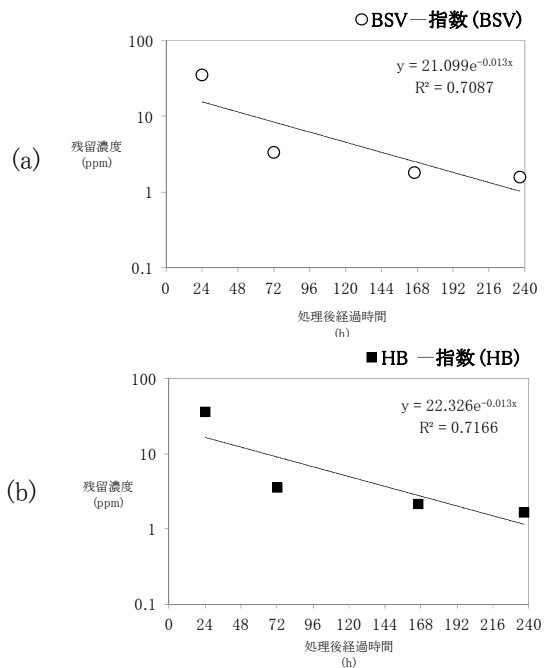 ○BSV―指数(BSV)
100
y = 21.099e⁻⁰·⁰¹³ˣ
R² = 0.7087
10
(a)
残留濃度
(ppm)
1
0.1
0 24 48 72 96 120 144 168 192 216 240
処理後経過時間
(h)
■HB ―指数(HB)
100
y = 22.326e⁻⁰·⁰¹³ˣ
R² = 0.7166
10
(b)
残留濃度
(ppm)
1
0.1
0 24 48 72 96 120 144 168 192 216 240
処理後経過時間
(h)